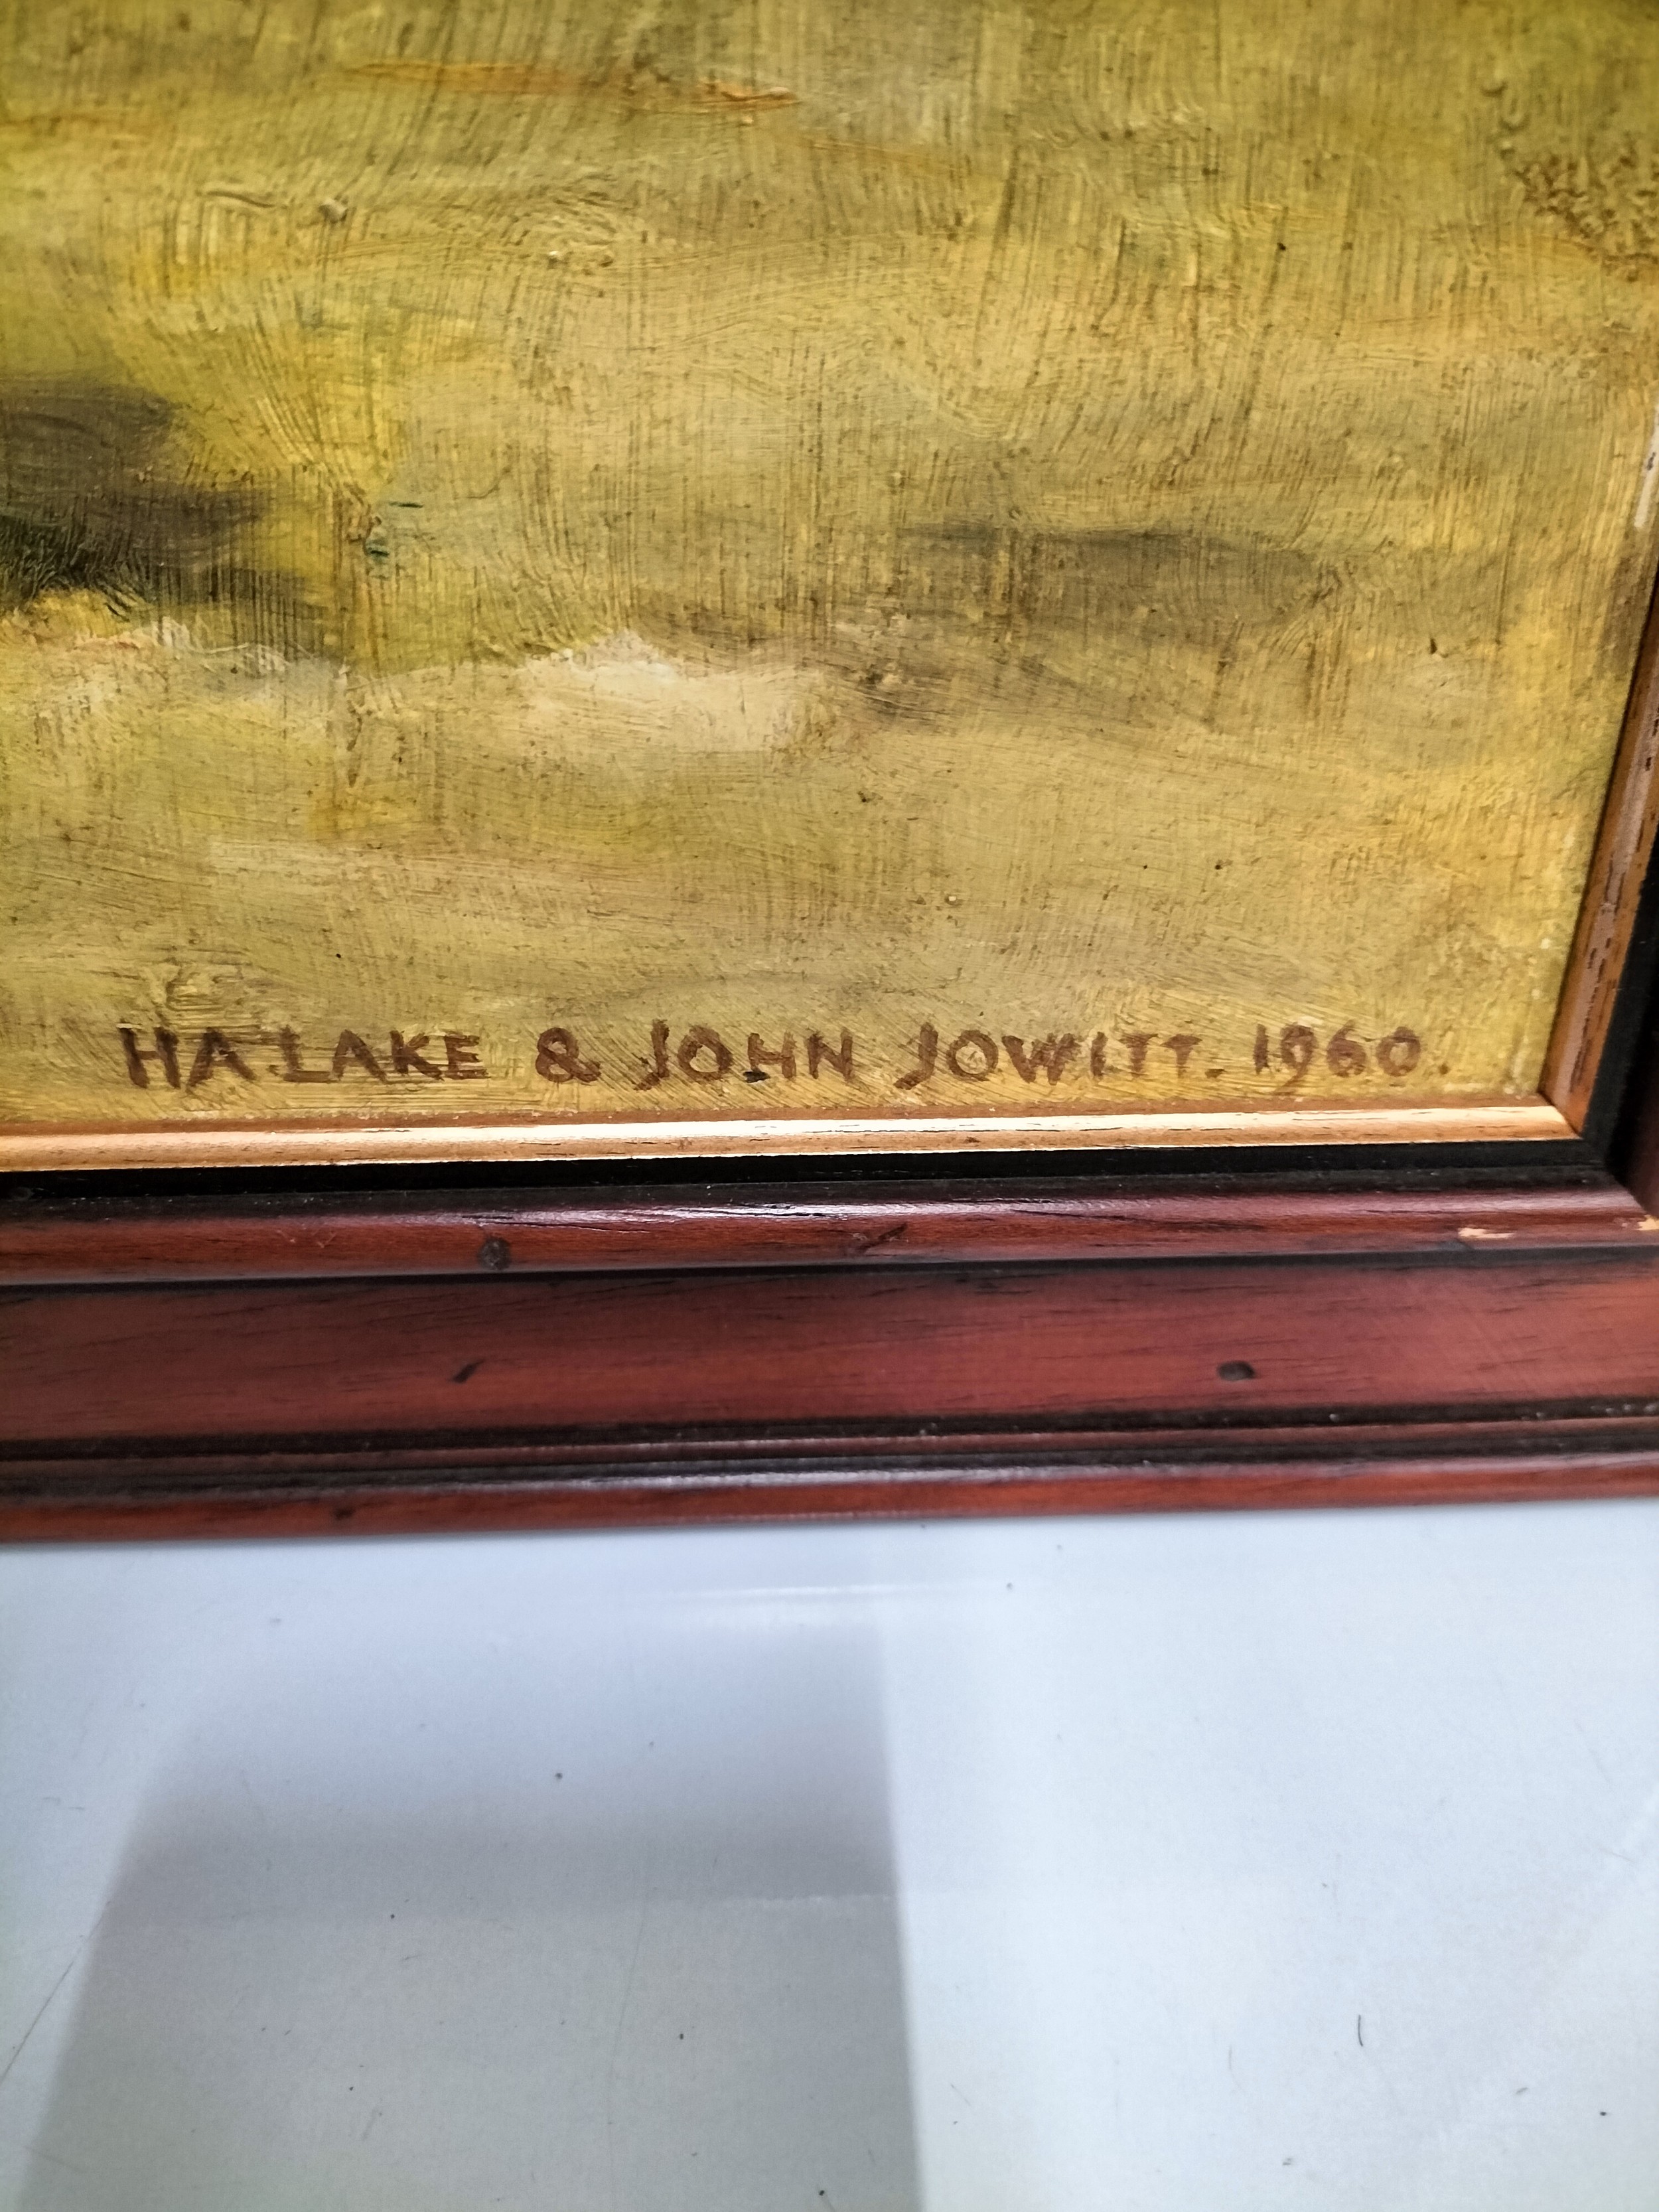 HA LAKE & JOHN JOWITT. 1960.